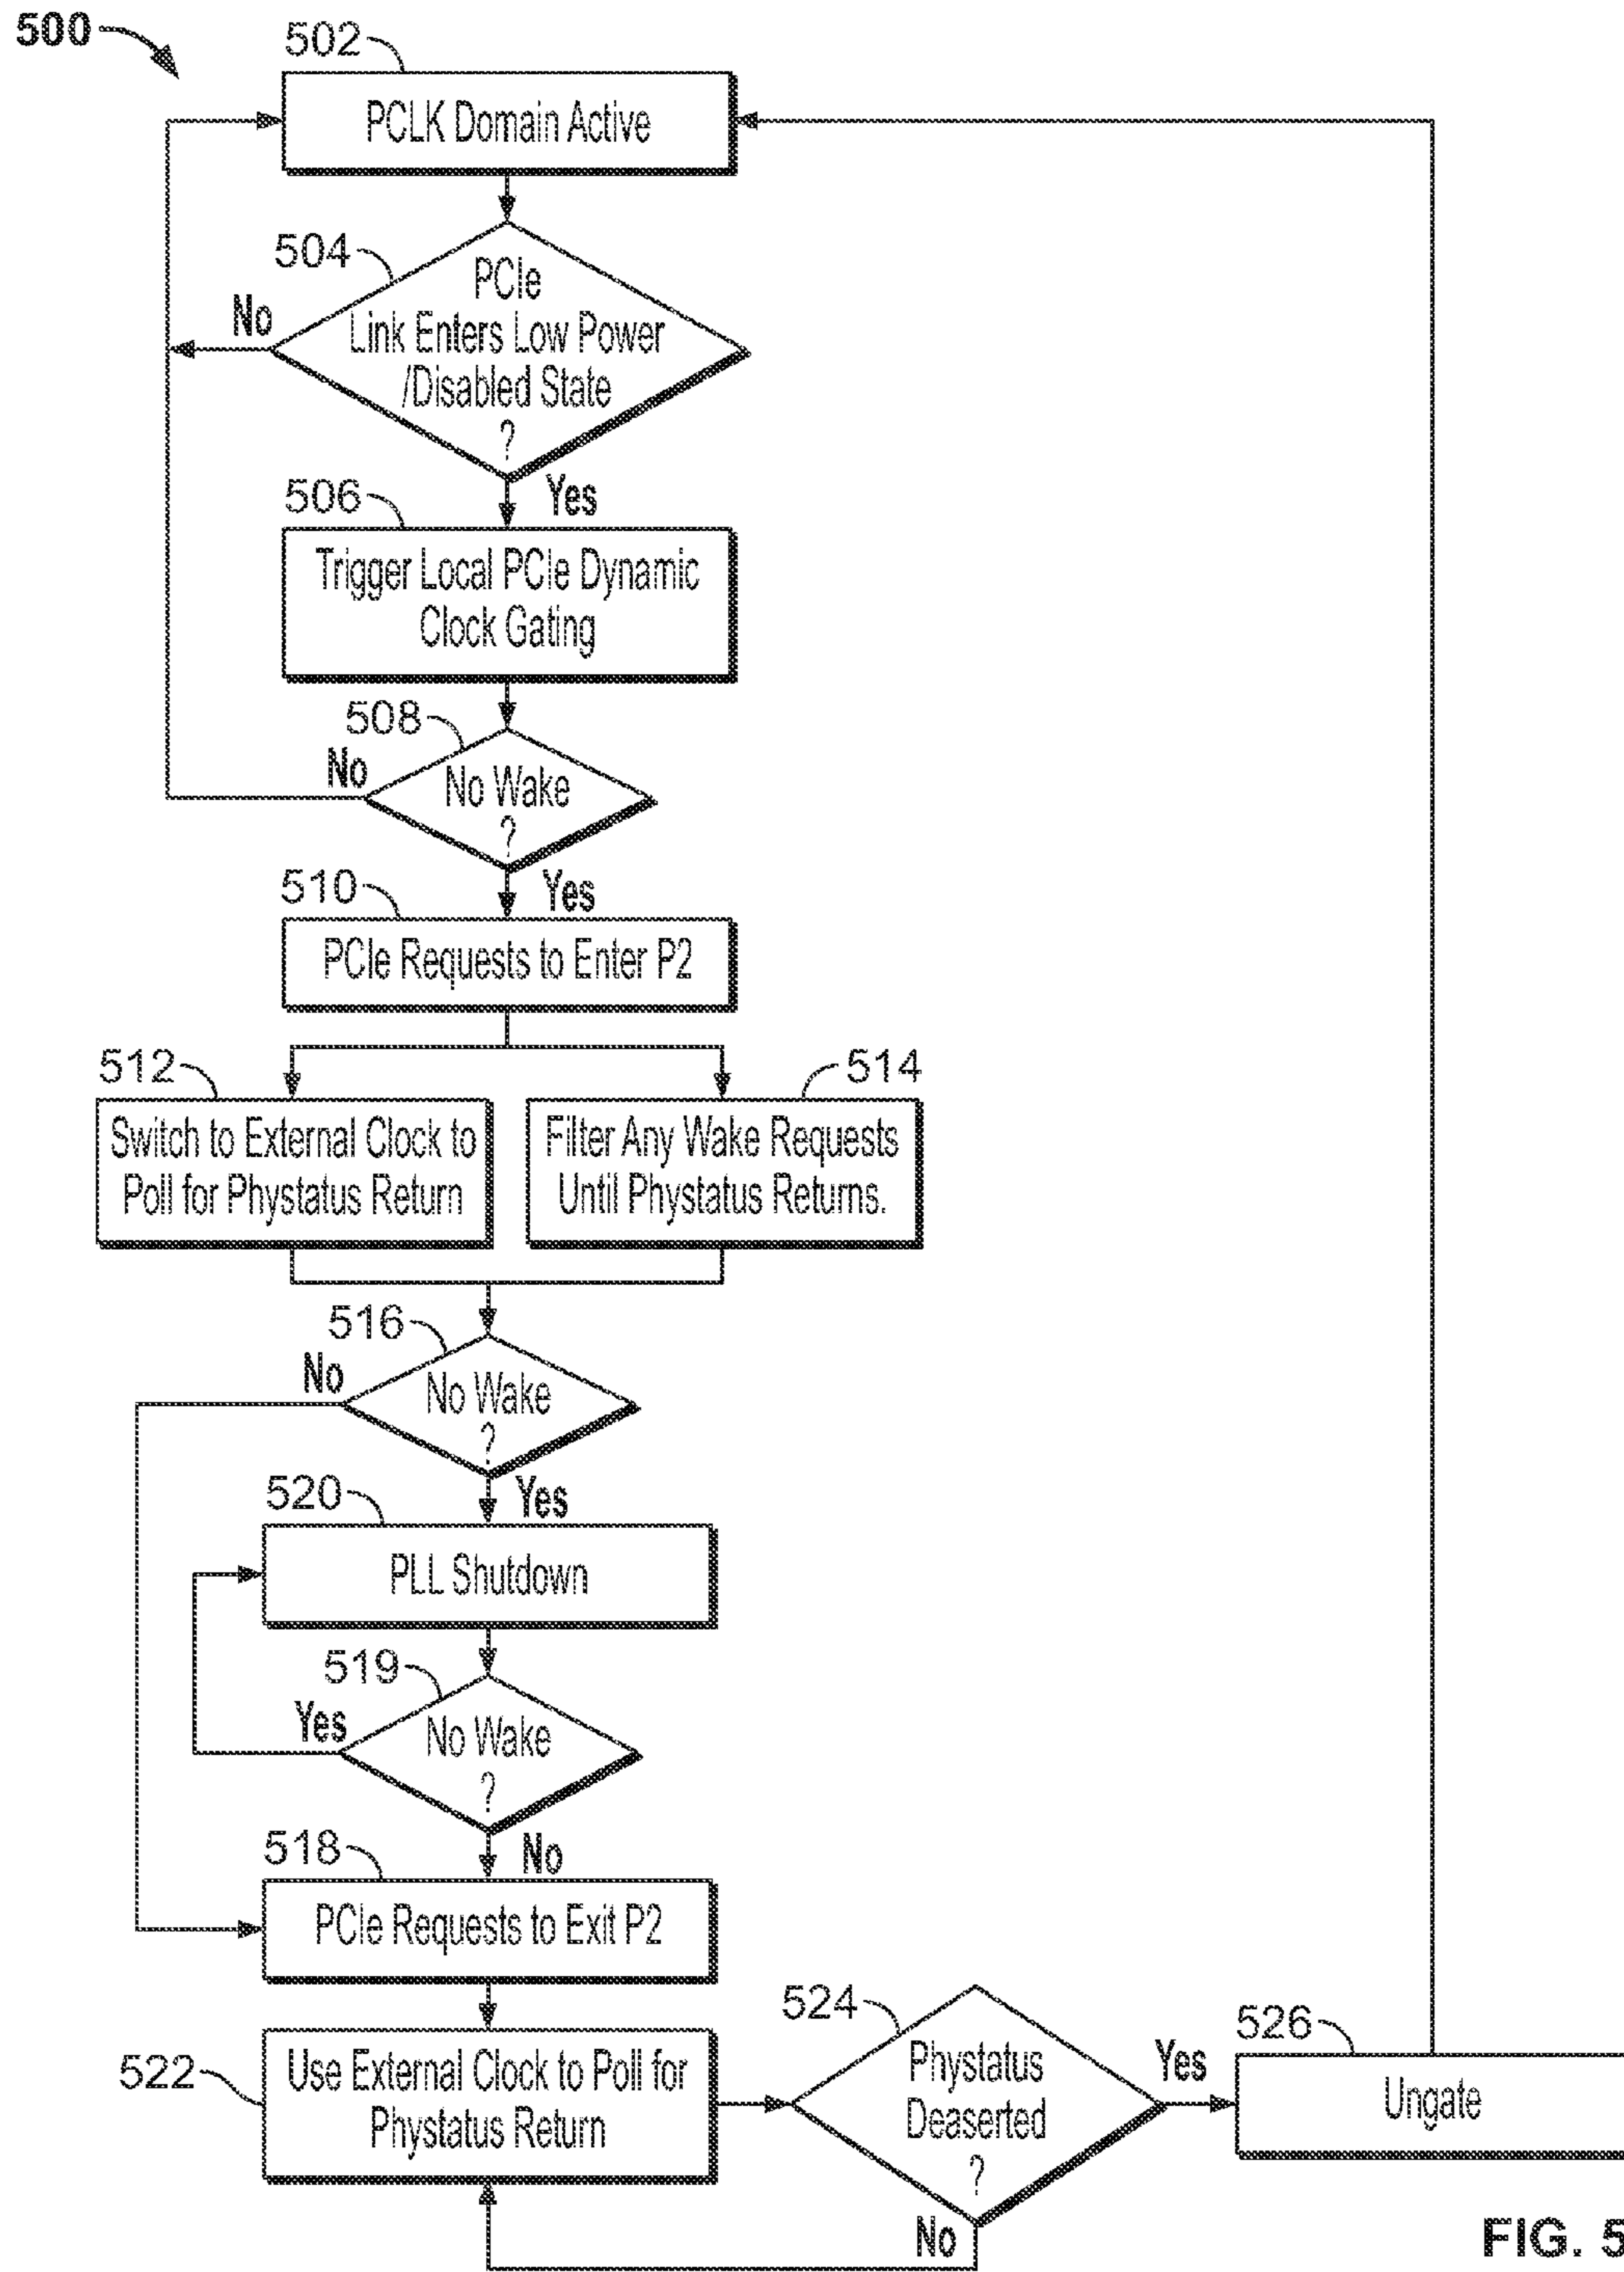 500
502
PCLK Domain Active
504
PCIe
Link Enters Low Power
/Disabled State
?
No
Yes
506
Trigger Local PCIe Dynamic
Clock Gating
508
No
No Wake
?
Yes
510
PCIe Requests to Enter P2
512
514
Switch to External Clock to
Poll for Phystatus Return
Filter Any Wake Requests
Until Phystatus Returns.
516
No
No Wake
?
Yes
520
PLL Shutdown
519
Yes
No Wake
?
No
518
PCIe Requests to Exit P2
522
Use External Clock to Poll for
Phystatus Return
524
Phystatus
Deasserted
?
Yes
No
526
Ungate
FIG. 5